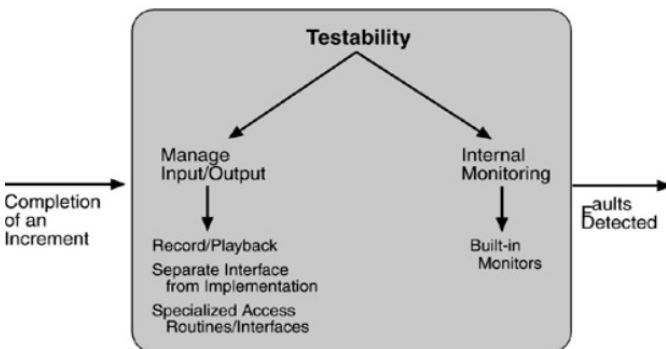 Testability
Manage
Input/Output
Internal
Monitoring
Completion
of an
Increment
Faults
Detected
Record/Playback
Separate Interface
from Implementation
Specialized Access
Routines/Interfaces
Built-in
Monitors